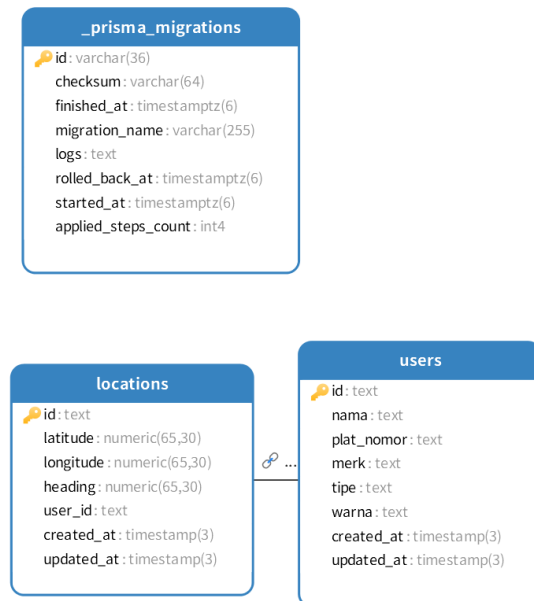 _prisma_migrations
id : varchar(36)
checksum : varchar(64)
finished_at : timestamptz(6)
migration_name : varchar(255)
logs : text
rolled_back_at : timestamptz(6)
started_at : timestamptz(6)
applied_steps_count : int4
locations
id : text
latitude : numeric(65,30)
longitude : numeric(65,30)
heading : numeric(65,30)
user_id : text
created_at : timestamp(3)
updated_at : timestamp(3)
...
users
id : text
nama : text
plat_nomor : text
merk : text
tipe : text
warna : text
created_at : timestamp(3)
updated_at : timestamp(3)